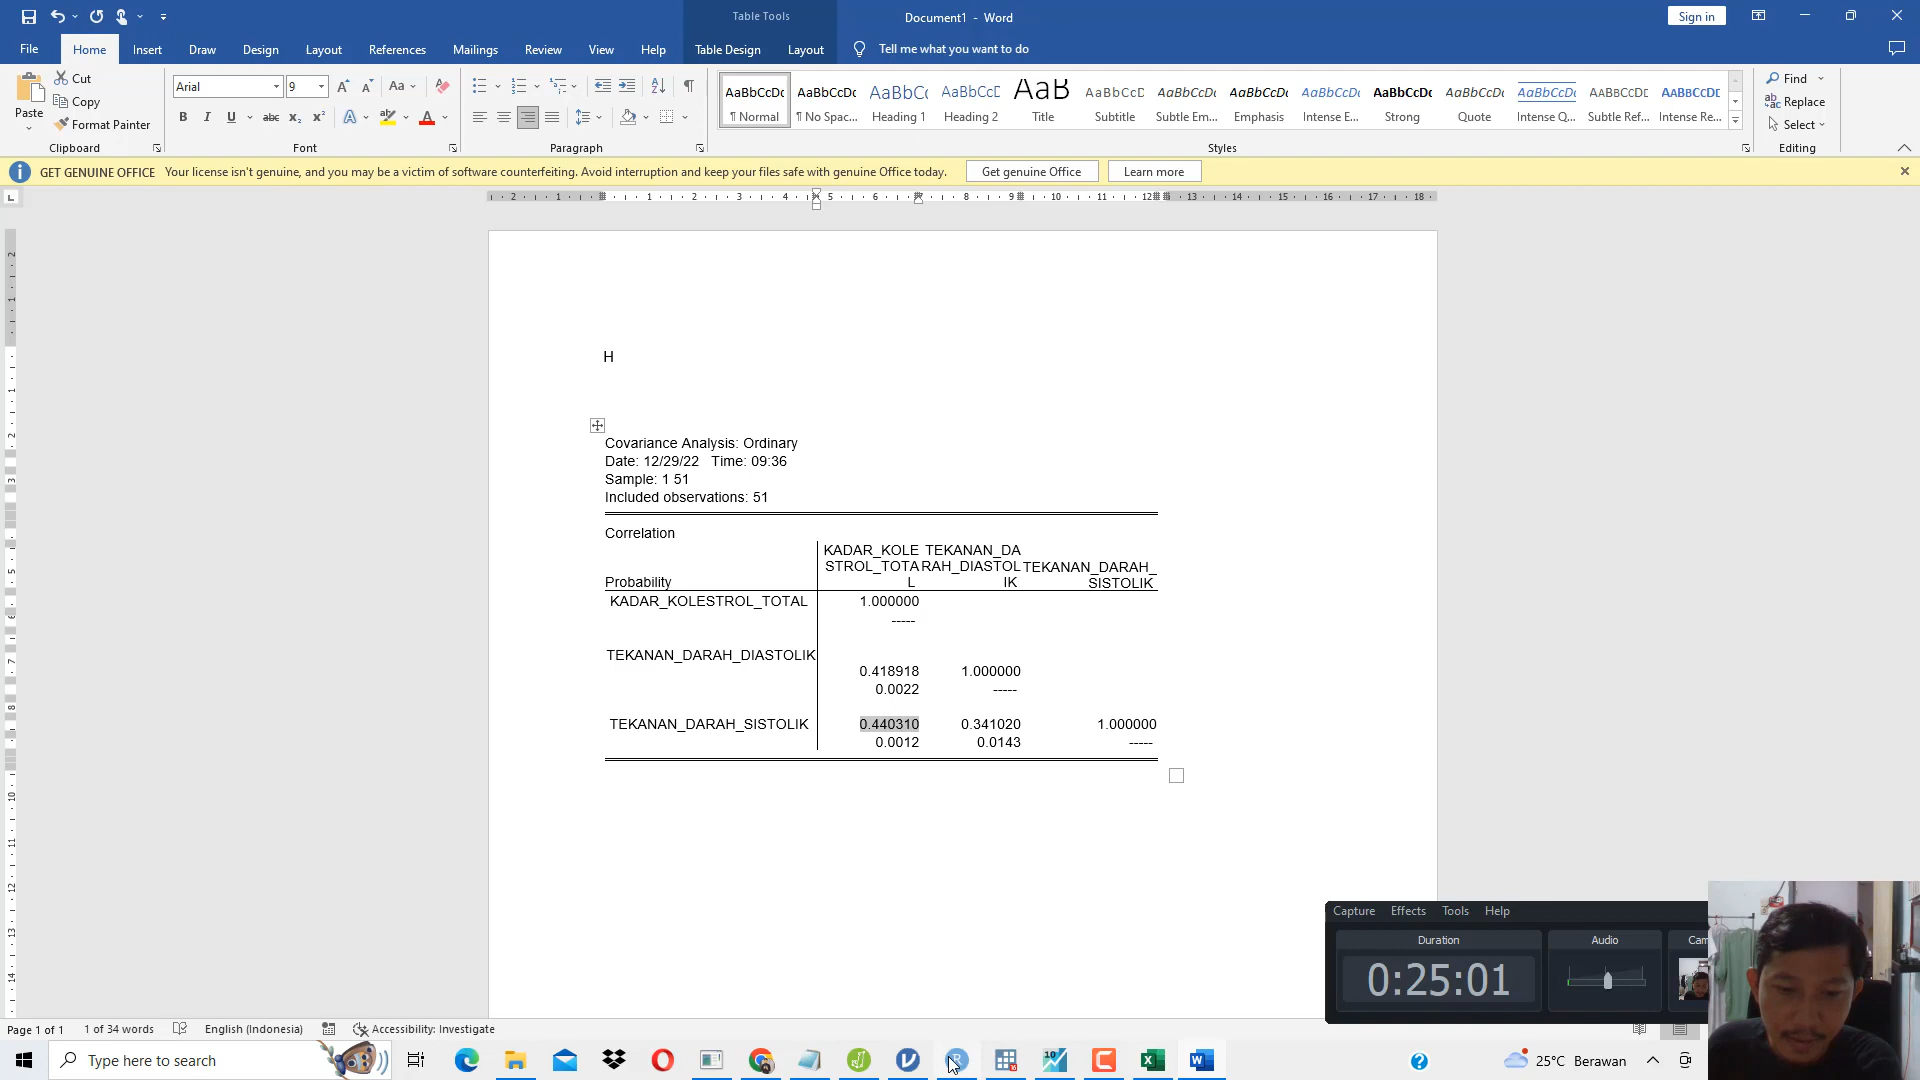 Table Tools
Document1 - Word
Sign in
File
Home
Insert
Draw
Design
Layout
References
Mailings
Review
View
Help
Table Design
Layout
Tell me what you want to do
Paste
Cut
Copy
Format Painter
Clipboard
Arial
9
Font
Paragraph
AaBbCcDc
¶ Normal
AaBbCcDc
¶ No Spac...
AaBbCc
Heading 1
AaBbCcD
Heading 2
AaB
Title
AaBbCcD
Subtitle
AaBbCcDc
Subtle Em...
AaBbCcDc
Emphasis
AaBbCcDc
Intense E...
AaBbCcDc
Strong
AaBbCcDc
Quote
AaBbCcDc
Intense Q...
AABBCCDC
Subtle Ref...
AABBCCDC
Intense Re...
Styles
Find
Replace
Select
Editing
GET GENUINE OFFICE Your license isn't genuine, and you may be a victim of software counterfeiting. Avoid interruption and keep your files safe with genuine Office today.
Get genuine Office
Learn more
H
Covariance Analysis: Ordinary
Date: 12/29/22 Time: 09:36
Sample: 1 51
Included observations: 51
Correlation
KADAR_KOLE TEKANAN_DA
STROL_TOTA RAH_DIASTOL TEKANAN_DARAH_
Probability L IK SISTOLIK
KADAR_KOLESTROL_TOTAL 1.000000
-----
TEKANAN_DARAH_DIASTOLIK
0.418918 1.000000
0.0022 -----
TEKANAN_DARAH_SISTOLIK 0.440310 0.341020 1.000000
0.0012 0.0143 -----
Capture Effects Tools Help
Duration
Audio
Cam
0:25:01
Page 1 of 1
1 of 34 words
English (Indonesia)
Accessibility: Investigate
Type here to search
25°C Berawan